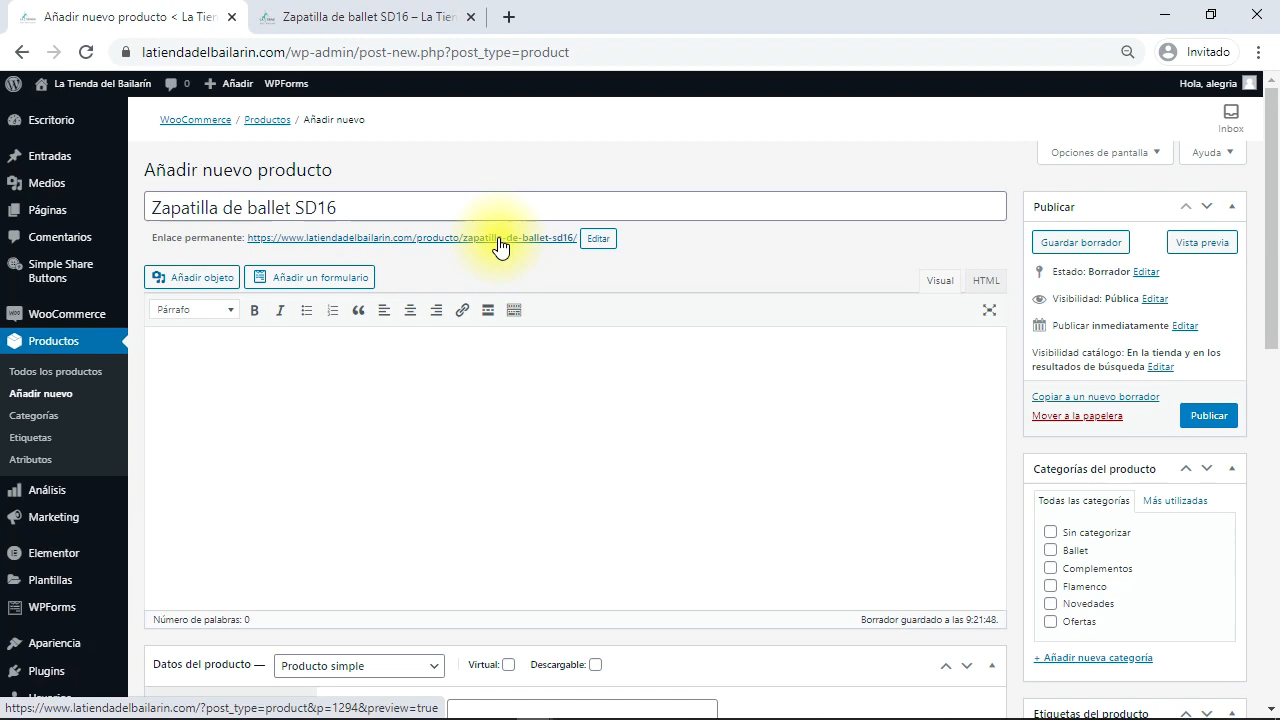 Añadir nuevo producto < La Tien
Zapatilla de ballet SD16 – La Tien
latiendadelbailarin.com/wp-admin/post-new.php?post_type=product
Invitado
La Tienda del Bailarín
0
Añadir
WPForms
Hola, alegria
Escritorio
Entradas
Medios
Páginas
Comentarios
Simple Share
Buttons
WooCommerce
Productos
Todos los productos
Añadir nuevo
Categorías
Etiquetas
Atributos
Análisis
Marketing
Elementor
Plantillas
WPForms
Apariencia
Plugins
WooCommerce / Productos / Añadir nuevo
Inbox
Opciones de pantalla
Ayuda
Añadir nuevo producto
Zapatilla de ballet SD16
Enlace permanente: https://www.latiendadelbailarin.com/producto/zapatilla-de-ballet-sd16/ Editar
Añadir objeto
Añadir un formulario
Visual
HTML
Párrafo
B I
Número de palabras: 0
Borrador guardado a las 9:21:48.
Datos del producto —
Producto simple
Virtual:
Descargable:
Publicar
Guardar borrador
Vista previa
Estado: Borrador Editar
Visibilidad: Pública Editar
Publicar inmediatamente Editar
Visibilidad catálogo: En la tienda y en los
resultados de búsqueda Editar
Copiar a un nuevo borrador
Mover a la papelera
Publicar
Categorías del producto
Todas las categorías
Más utilizadas
Sin categorizar
Ballet
Complementos
Flamenco
Novedades
Ofertas
+ Añadir nueva categoría
Etiquetas del producto
https://www.latiendadelbailarin.com/?post_type=product&p=1294&preview=true